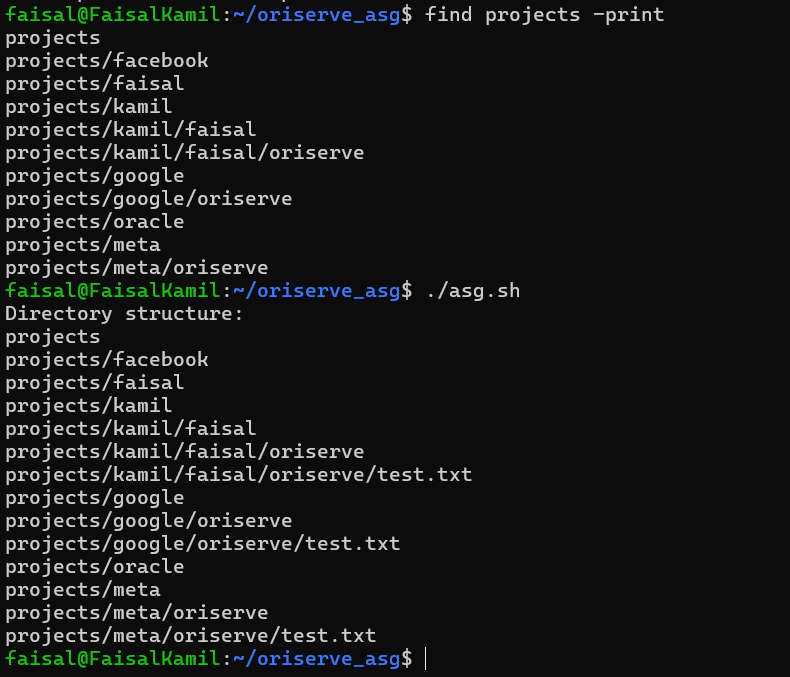 faisal@FaisalKamil:~/oriserve_asg$ find projects -print
projects
projects/facebook
projects/faisal
projects/kamil
projects/kamil/faisal
projects/kamil/faisal/oriserve
projects/google
projects/google/oriserve
projects/oracle
projects/meta
projects/meta/oriserve
faisal@FaisalKamil:~/oriserve_asg$ ./asg.sh
Directory structure:
projects
projects/facebook
projects/faisal
projects/kamil
projects/kamil/faisal
projects/kamil/faisal/oriserve
projects/kamil/faisal/oriserve/test.txt
projects/google
projects/google/oriserve
projects/google/oriserve/test.txt
projects/oracle
projects/meta
projects/meta/oriserve
projects/meta/oriserve/test.txt
faisal@FaisalKamil:~/oriserve_asg$